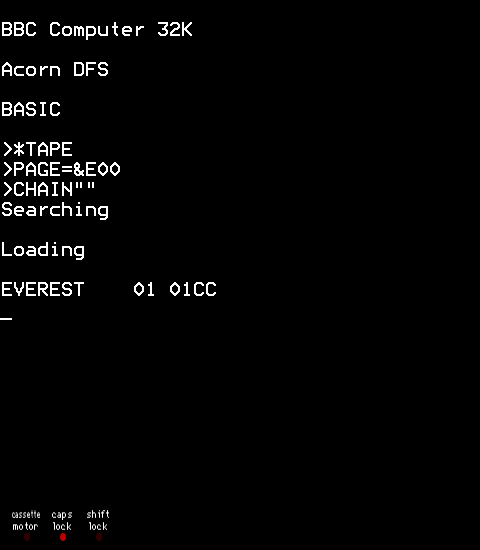 BBC Computer 32K
Acorn DFS
BASIC
>*TAPE
>PAGE=&E00
>CHAIN""
Searching
Loading
EVEREST    01 01CC
_
cassette motor
caps lock
shift lock